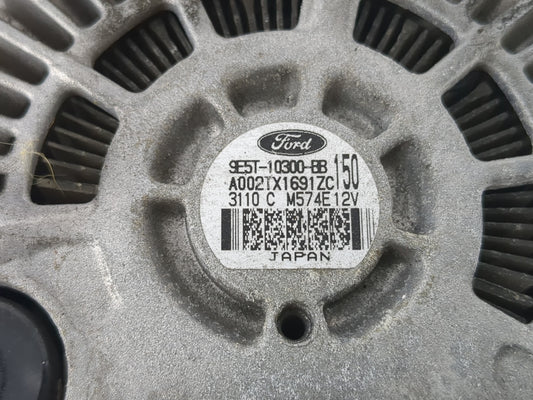 Ford
9E5T-10300-BB 150
A002TX1691ZC
3110 C M574E12V
JAPAN